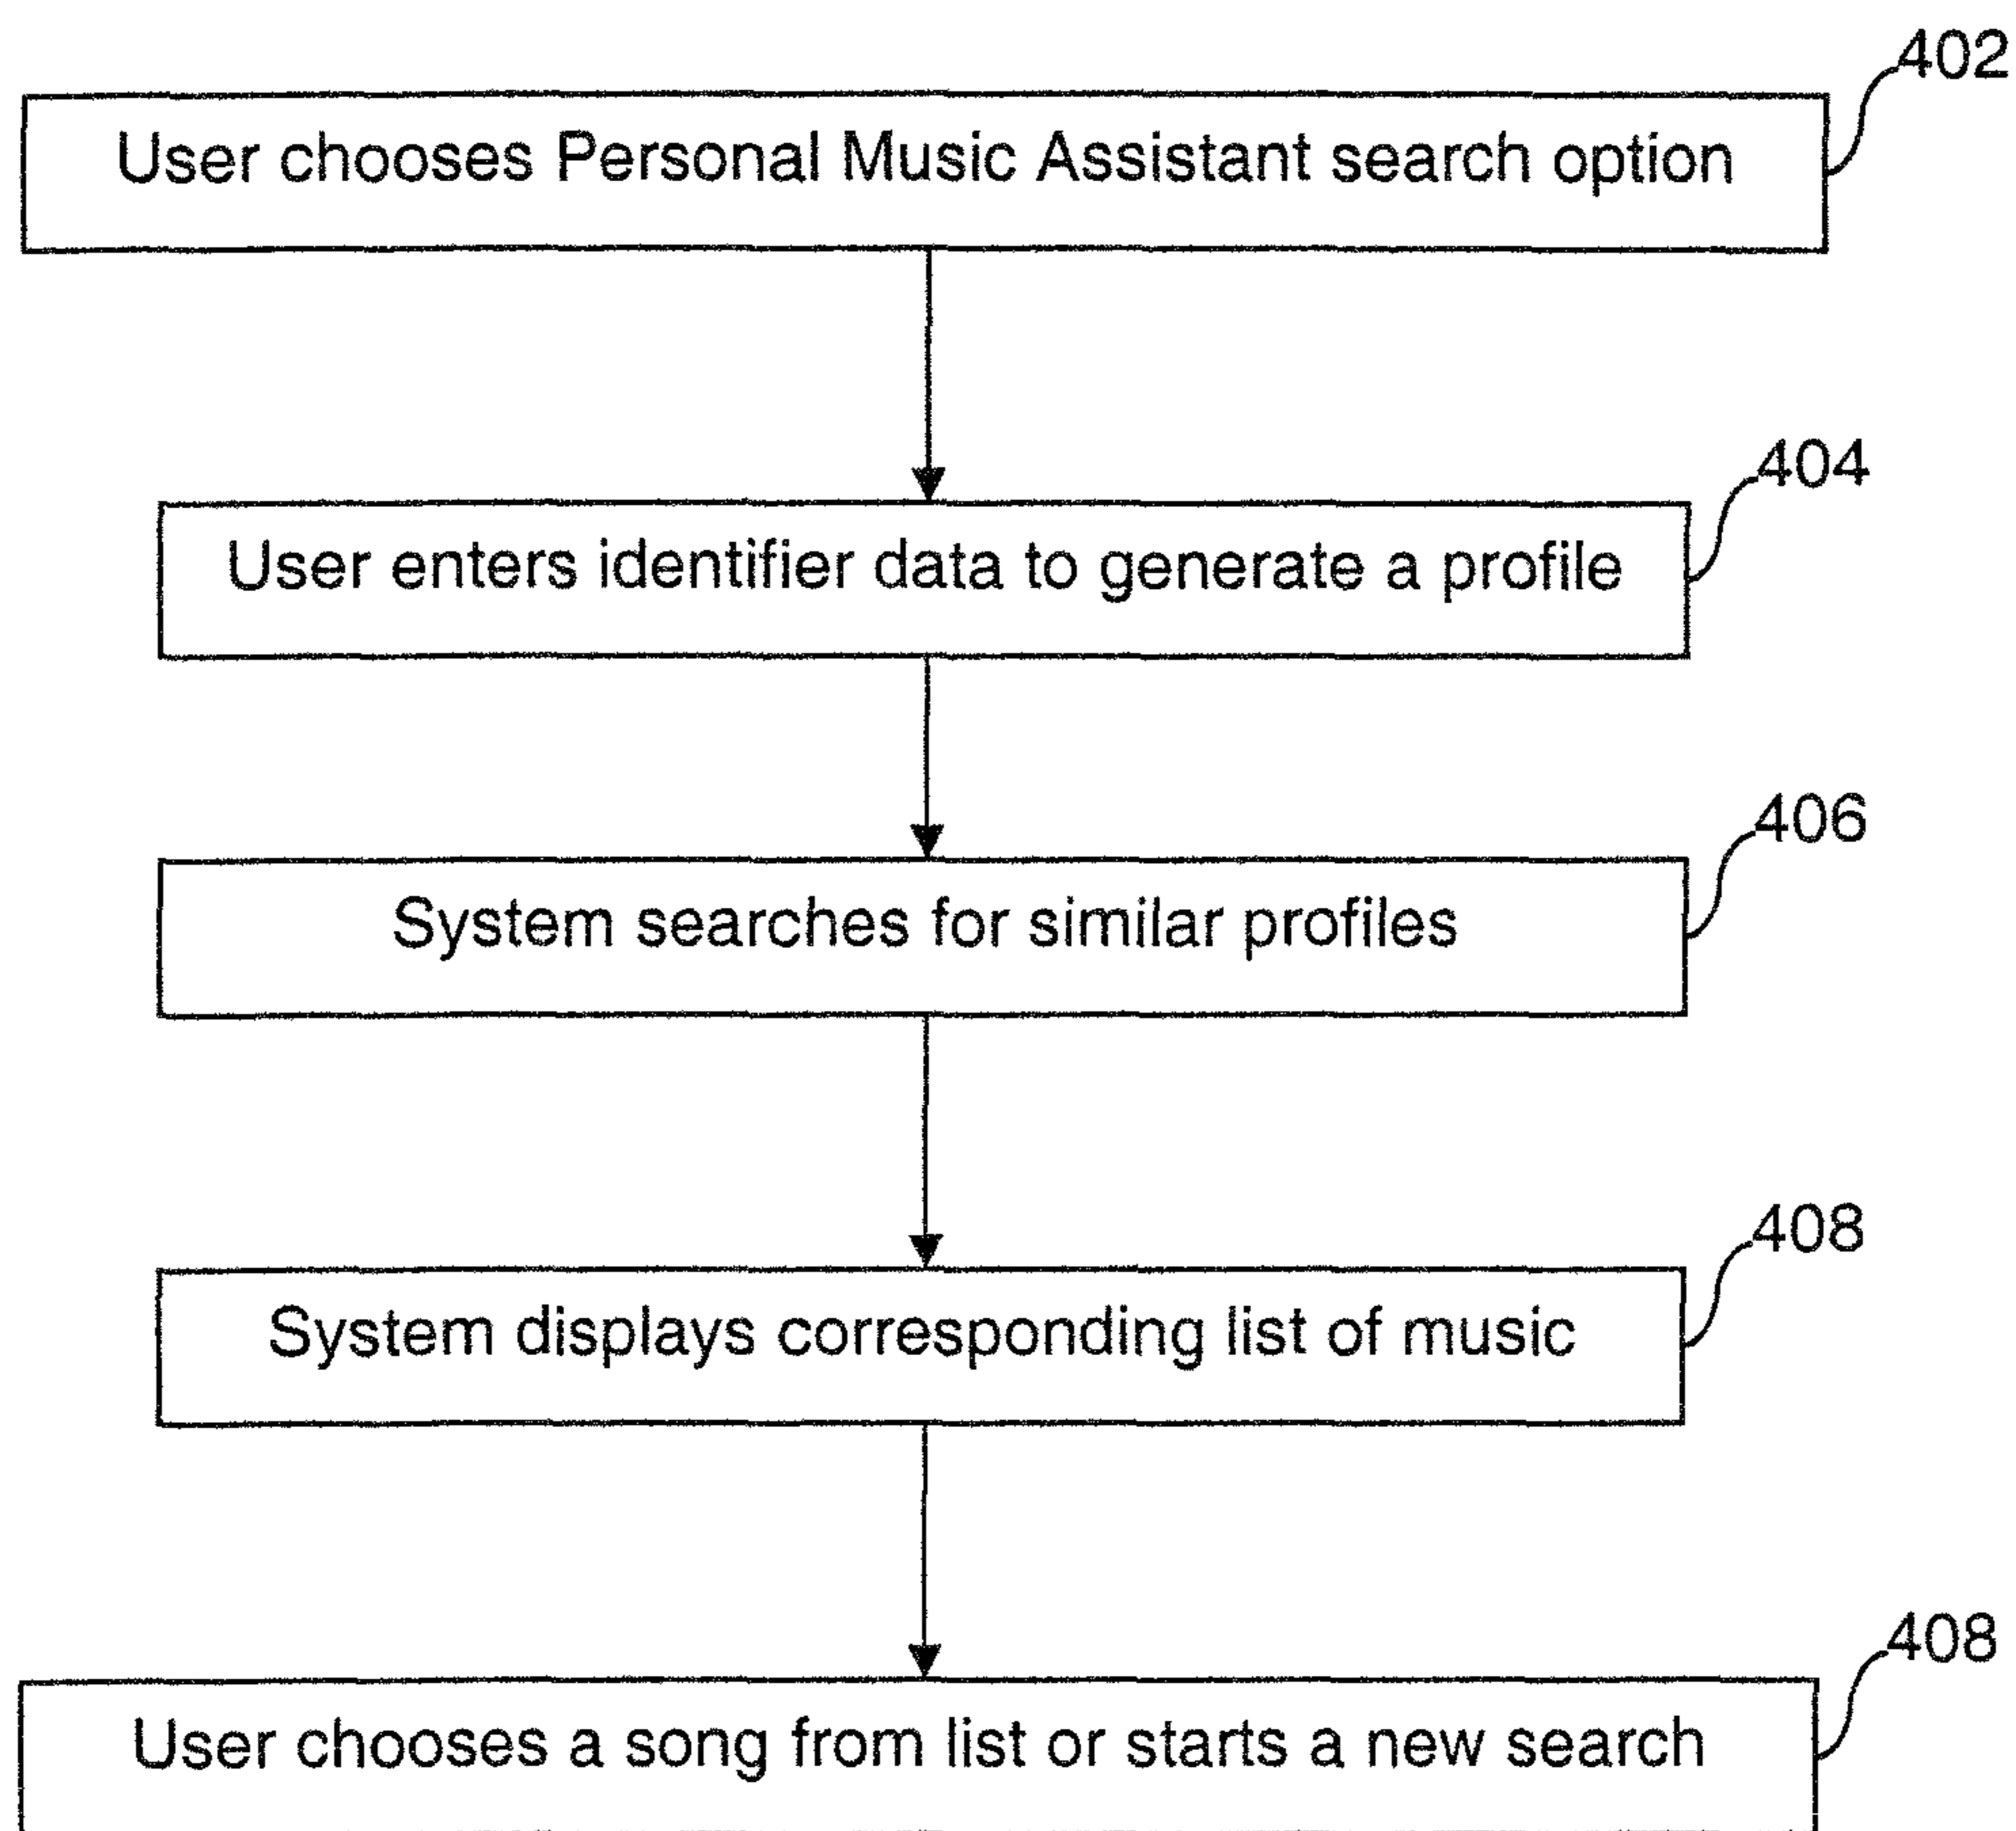 402
User chooses Personal Music Assistant search option
404
User enters identifier data to generate a profile
406
System searches for similar profiles
408
System displays corresponding list of music
408
User chooses a song from list or starts a new search